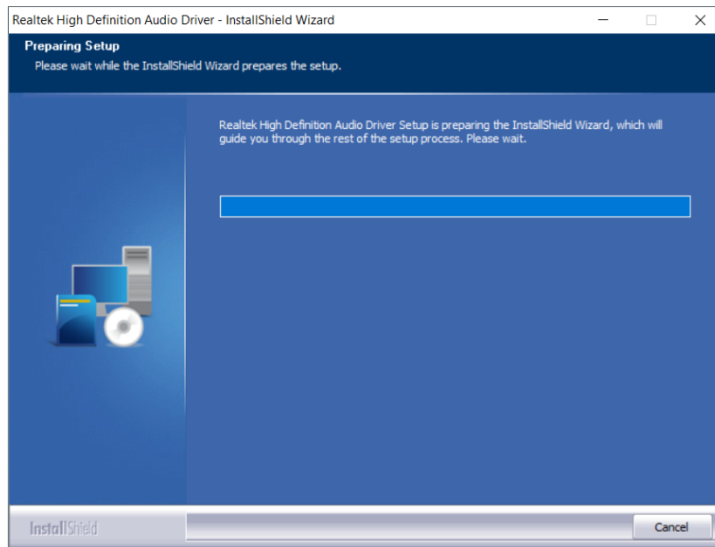 Realtek High Definition Audio Driver - InstallShield Wizard
Preparing Setup
Please wait while the InstallShield Wizard prepares the setup.
Realtek High Definition Audio Driver Setup is preparing the InstallShield Wizard, which will
guide you through the rest of the setup process. Please wait.
InstallShield
Cancel